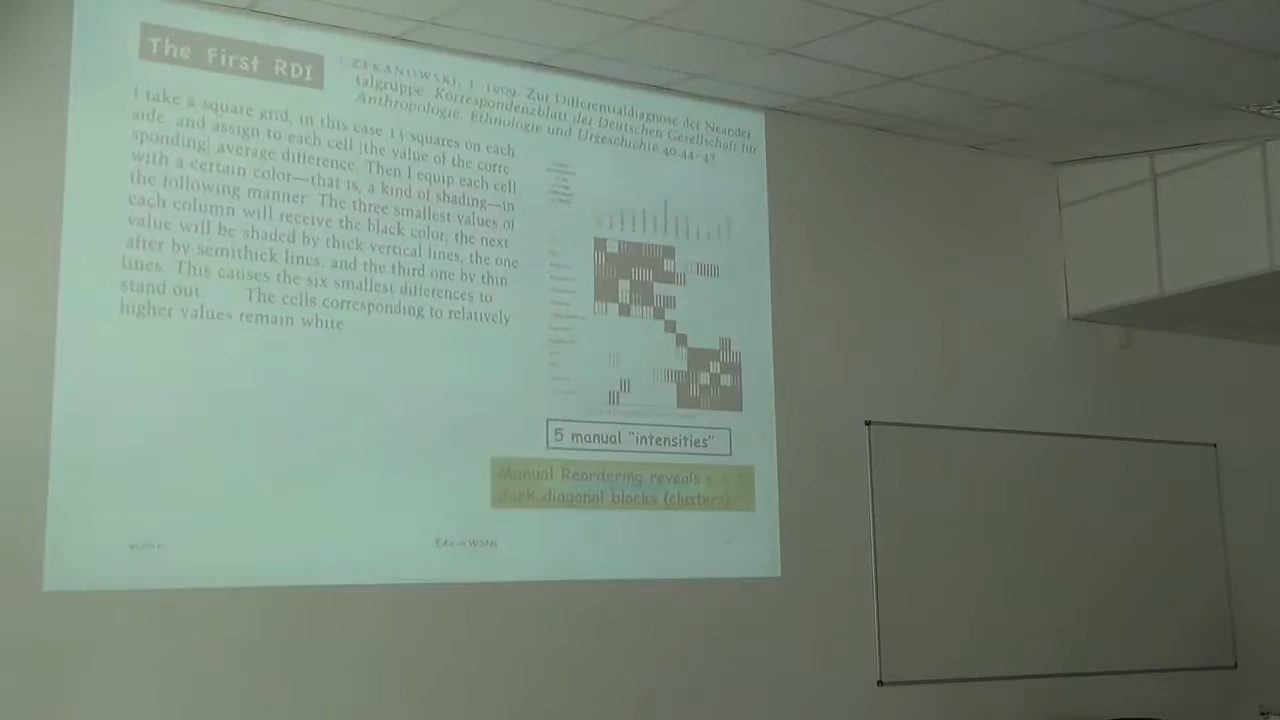 The First RDI
ZEKANOWSKI, J. 1909. Zur Differentialdiagnose der Neander
talgruppe. Korrespondenzblatt der Deutschen Gesellschaft für
Anthropologie, Ethnologie und Urgeschichte 40:44-47
I take a square grid, in this case 13 squares on each
side, and assign to each cell [the value of the corre
sponding] average difference. Then I equip each cell
with a certain color—that is, a kind of shading—in
the following manner: The three smallest values of
each column will receive the black color, the next
value will be shaded by thick vertical lines, the one
after by semithick lines, and the third one by thin
lines. This causes the six smallest differences to
stand out. The cells corresponding to relatively
higher values remain white
5 manual "intensities"
Manual Reordering reveals
dark diagonal blocks (clusters)